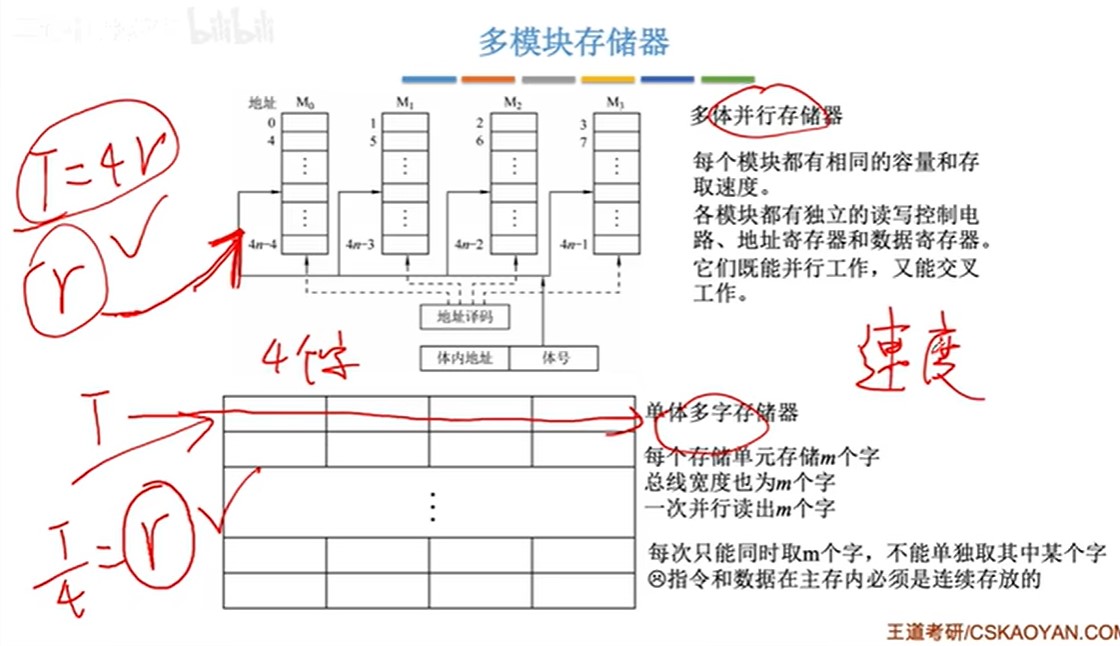 bilibili
多模块存储器
地址 M₀ M₁ M₂ M₃
0 1 2 3
4 5 6 7
4n−4 4n−3 4n−2 4n−1
地址译码
体内地址 体号
多体并行存储器
每个模块都有相同的容量和存
取速度。
各模块都有独立的读写控制电
路、地址寄存器和数据寄存器。
它们既能并行工作，又能交叉
工作。
T=4r
r
速度
4个字
T
T/4=r
单体多字存储器
每个存储单元存储m个字
总线宽度也为m个字
一次并行读出m个字
每次只能同时取m个字，不能单独取其中某个字
☹指令和数据在主存内必须是连续存放的
王道考研/CSKAOYAN.COM